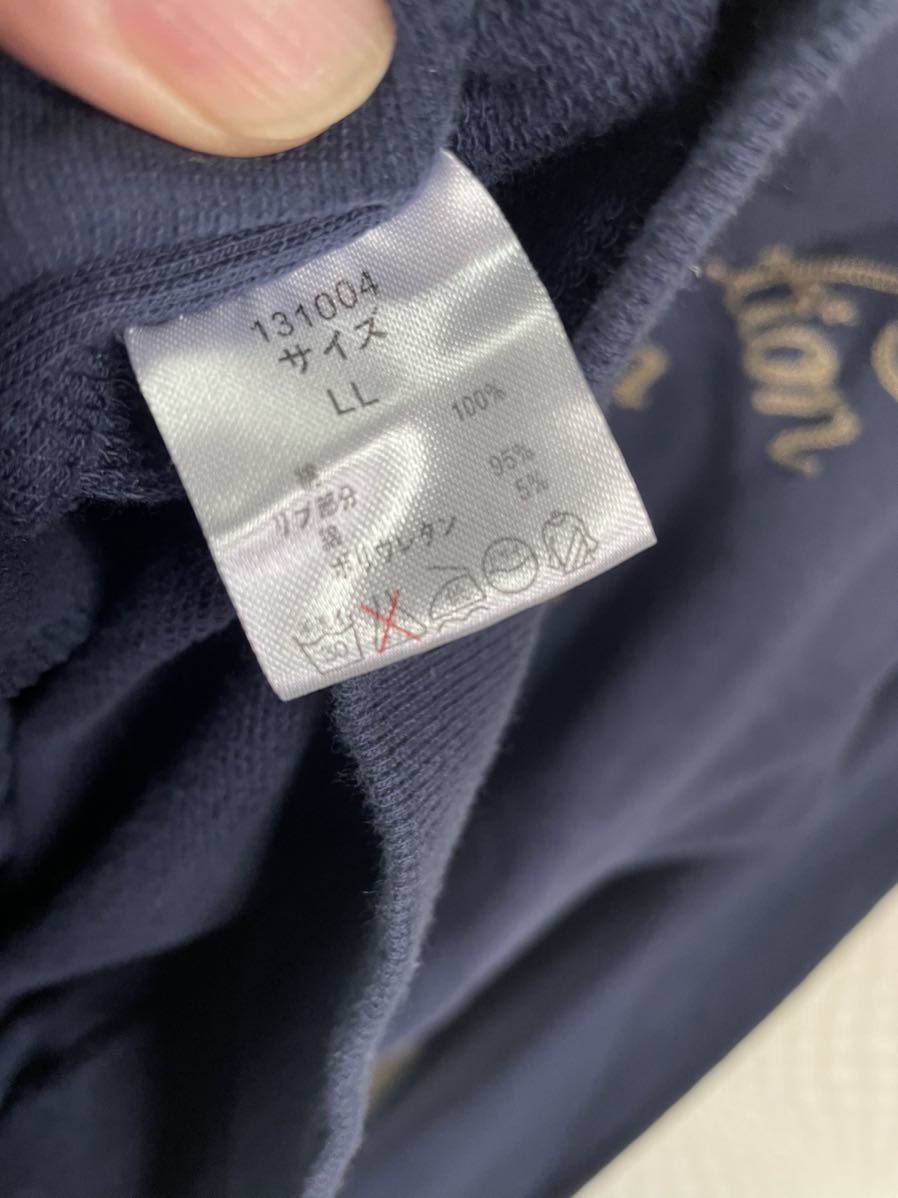 131004
サイズ
LL
綿 100%
リブ部分
綿 95%
ポリウレタン 5%
30
tion